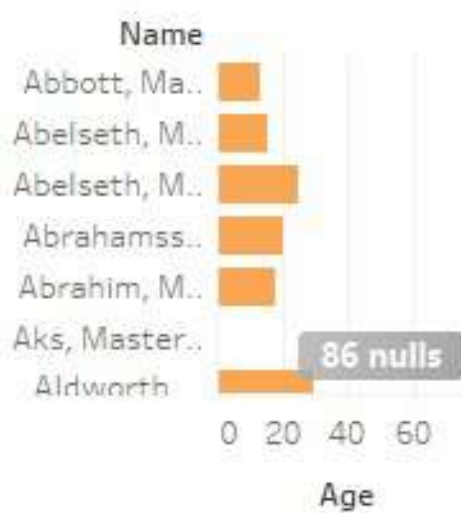 Name
Abbott, Ma..
Abelseth, M..
Abelseth, M..
Abrahamss..
Abrahim, M..
Aks, Master..
86 nulls
Aldworth
0 20 40 60
Age